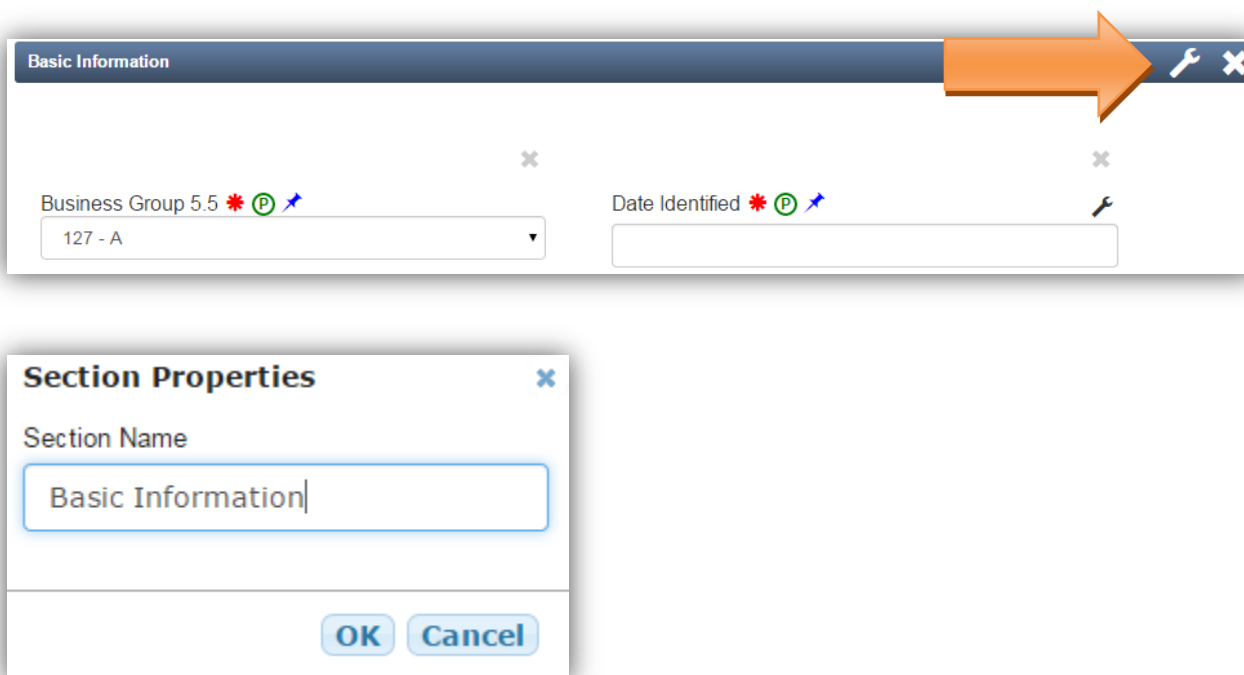 Basic Information
Business Group 5.5 * Ⓟ
Date Identified * Ⓟ
127 - A
Section Properties
Section Name
Basic Information
OK Cancel